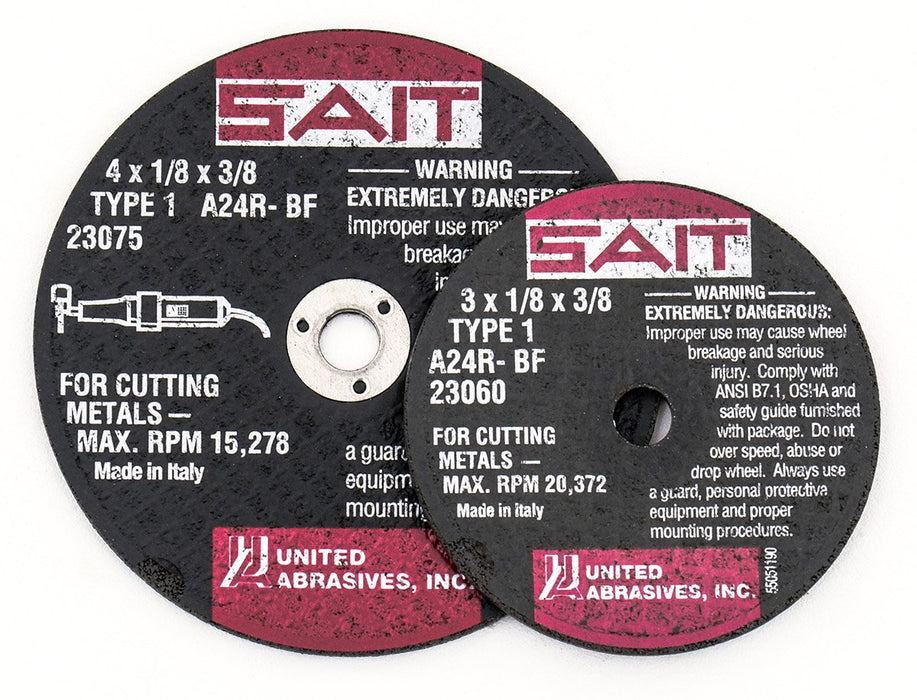 SAIT
4 x 1/8 x 3/8
TYPE 1 A24R- BF
23075
WARNING
EXTREMELY DANGEROUS
Improper use may
breakage
FOR CUTTING
METALS —
MAX. RPM 15,278
Made in Italy
a guard
equipm
mounting
UNITED
ABRASIVES, INC.
SAIT
3 x 1/8 x 3/8
TYPE 1
A24R- BF
23060
FOR CUTTING
METALS —
MAX. RPM 20,372
Made in Italy
WARNING
EXTREMELY DANGEROUS:
Improper use may cause wheel
breakage and serious
injury. Comply with
ANSI B7.1, OSHA and
safety guide furnished
with package. Do not
over speed, abuse or
drop wheel. Always use
a guard, personal protective
equipment and proper
mounting procedures.
55051190
UNITED
ABRASIVES, INC.